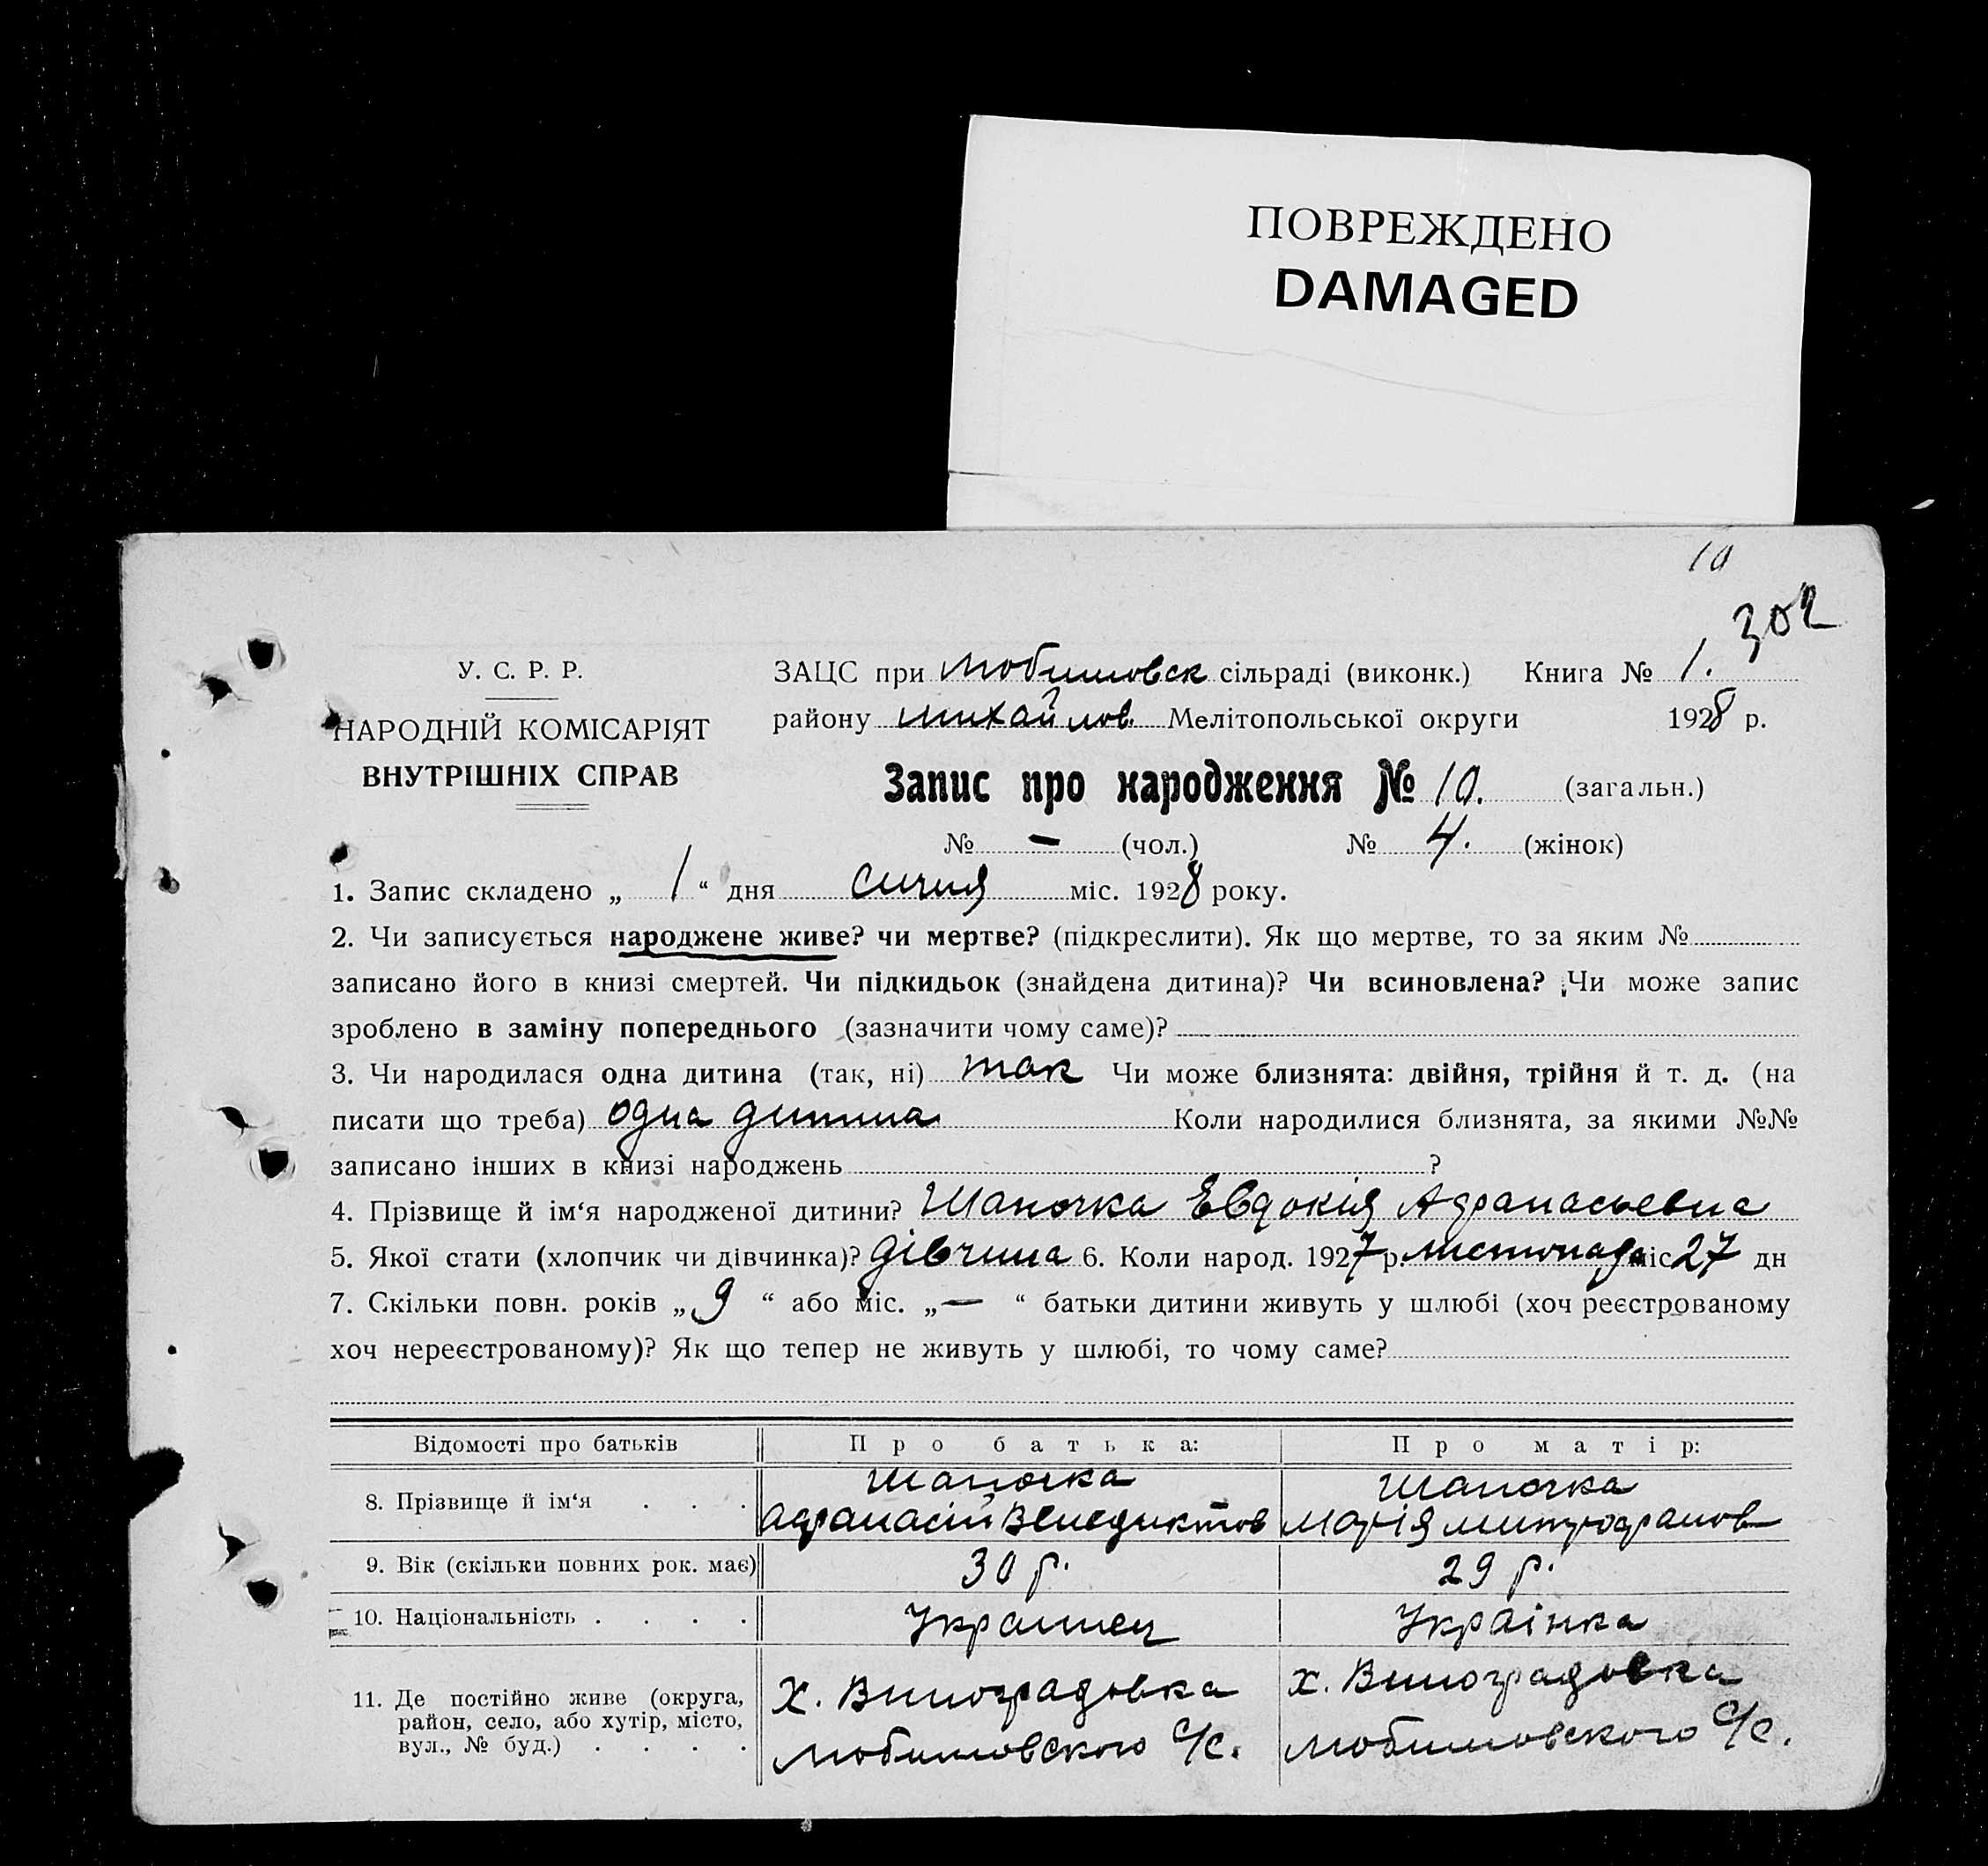 ПОВРЕЖДЕНО
DAMAGED
10
302
У. С. Р. Р.
НАРОДНІЙ КОМІСАРІЯТ
ВНУТРІШНІХ СПРАВ
ЗАЦС при Любимовск сільраді (виконк.) Книга № 1.
району Михайлов Мелітопольської округи 1928 р.
Запис про народження № 10. (загальн.)
№ — (чол.) № 4. (жінок)
1. Запис складено „ 1 “ дня сичня міс. 1928 року.
2. Чи записується народжене живе? чи мертве? (підкреслити). Як що мертве, то за яким №
записано його в книзі смертей. Чи підкидьок (знайдена дитина)? Чи всиновлена? Чи може запис
зроблено в заміну попереднього (зазначити чому саме)?
3. Чи народилася одна дитина (так, ні) так Чи може близнята: двійня, трійня й т. д. (на
писати що треба) одна дитина Коли народилися близнята, за якими №№
записано інших в книзі народжень ?
4. Прізвище й ім‘я народженої дитини? Шапочка Евдокія Афанасьевна
5. Якої стати (хлопчик чи дівчинка)? дівчина 6. Коли народ. 1927 р. листопада міс 27 дн
7. Скільки повн. років „ 9 “ або міс. „ — “ батьки дитини живуть у шлюбі (хоч реєстрованому
хоч нереєстрованому)? Як що тепер не живуть у шлюбі, то чому саме?
Відомості про батьків Про батька: Про матір:
8. Прізвище й ім‘я . . . Шапочка Афанасій Венедиктов Шапочка Марія Митрофанов
9. Вік (скільки повних рок. має) 30 р. 29 р.
10. Національність . . . . Украинец Украінка
11. Де постійно живе (округа, район, село, або хутір, місто, вул., № буд.) . . . . х. Виноградовка Любимовского с/с. х. Виноградовка Любимовского с/с.